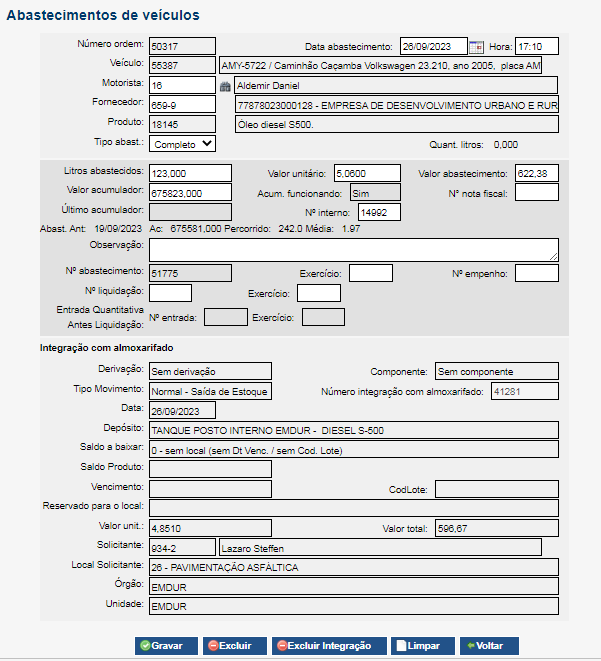 Abastecimentos de veículos
Número ordem: 50317 Data abastecimento: 26/09/2023 Hora: 17:10
Veículo: 55387 AMY-5722 / Caminhão Caçamba Volkswagen 23.210, ano 2005, placa AM
Motorista: 16 Aldemir Daniel
Fornecedor: 659-9 77878023000128 - EMPRESA DE DESENVOLVIMENTO URBANO E RUR
Produto: 18145 Óleo diesel S500.
Tipo abast.: Completo Quant. litros: 0,000
Litros abastecidos: 123,000 Valor unitário: 5,0600 Valor abastecimento: 622,38
Valor acumulador: 675823,000 Acum. funcionando: Sim N° nota fiscal:
Último acumulador: Nº interno: 14992
Abast. Ant: 19/09/2023 Ac: 675581,000 Percorrido: 242.0 Média: 1.97
Observação:
Nº abastecimento: 51775 Exercício: Nº empenho:
Nº liquidação: Exercício:
Entrada Quantitativa
Antes Liquidação: Nº entrada: Exercício:
Integração com almoxarifado
Derivação: Sem derivação Componente: Sem componente
Tipo Movimento: Normal - Saída de Estoque Número integração com almoxarifado: 41281
Data: 26/09/2023
Depósito: TANQUE POSTO INTERNO EMDUR - DIESEL S-500
Saldo a baixar: 0 - sem local (sem Dt Venc. / sem Cod. Lote)
Saldo Produto:
Vencimento: CodLote:
Reservado para o local:
Valor unit.: 4,8510 Valor total: 596,67
Solicitante: 934-2 Lazaro Steffen
Local Solicitante: 26 - PAVIMENTAÇÃO ASFÁLTICA
Órgão: EMDUR
Unidade: EMDUR
Gravar Excluir Excluir Integração Limpar Voltar